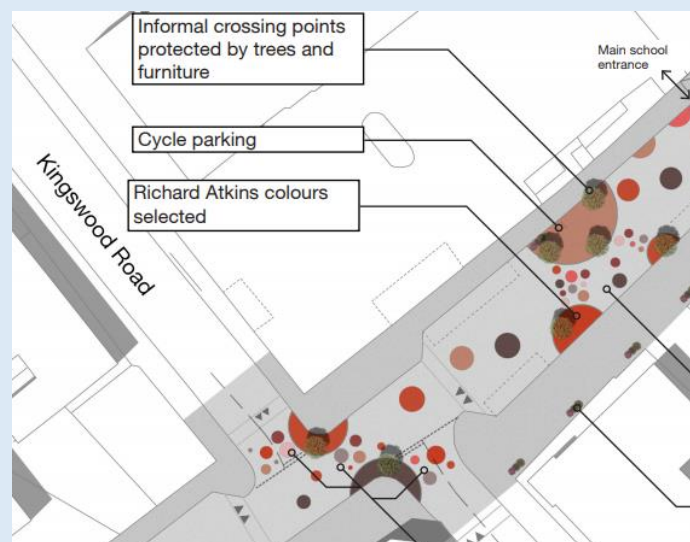 Informal crossing points
protected by trees and
furniture
Main school
entrance
Cycle parking
Richard Atkins colours
selected
Kingswood Road